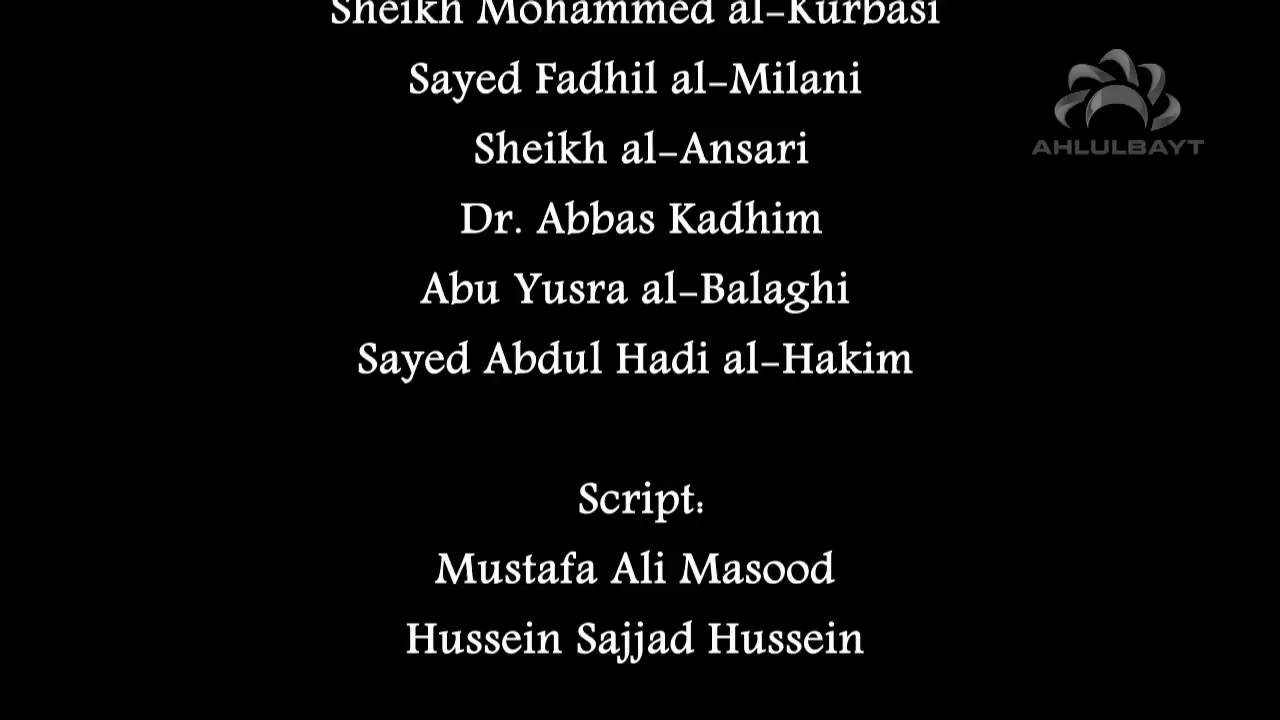 Sheikh Mohammed al-Kurbasi
Sayed Fadhil al-Milani
AHLULBAYT
Sheikh al-Ansari
Dr. Abbas Kadhim
Abu Yusra al-Balaghi
Sayed Abdul Hadi al-Hakim
Script:
Mustafa Ali Masood
Hussein Sajjad Hussein